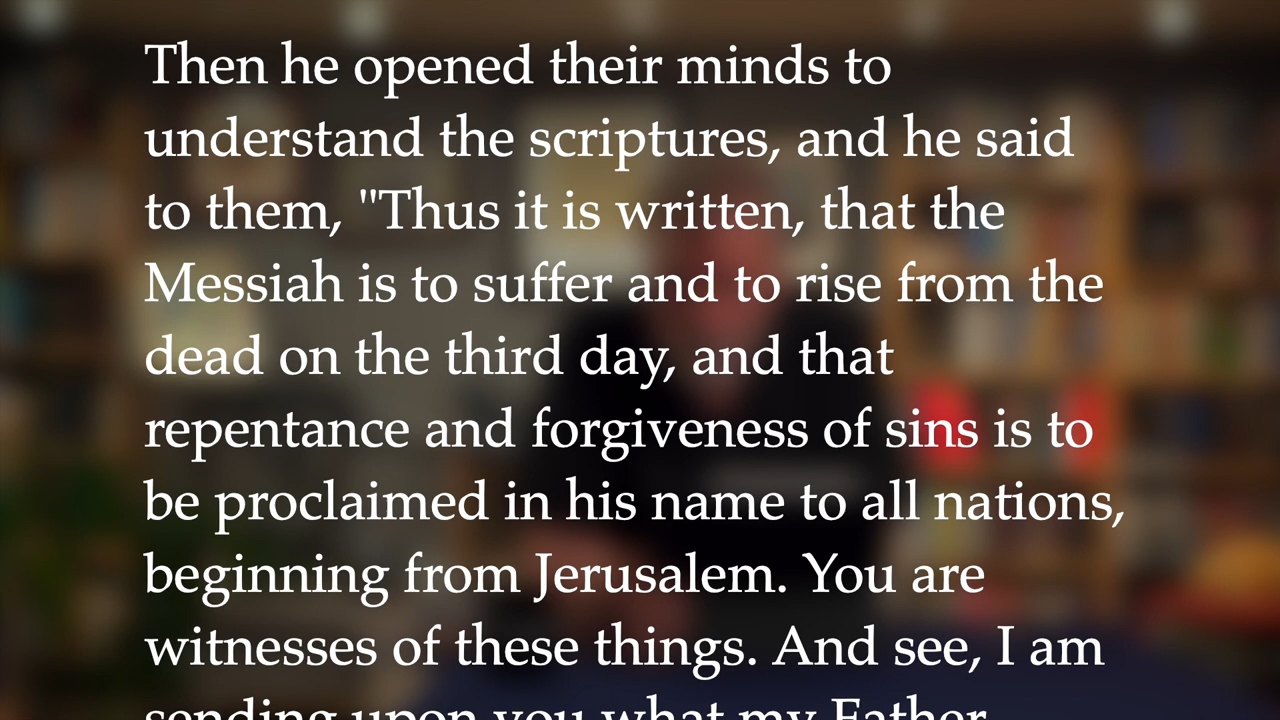 Then he opened their minds to
understand the scriptures, and he said
to them, "Thus it is written, that the
Messiah is to suffer and to rise from the
dead on the third day, and that
repentance and forgiveness of sins is to
be proclaimed in his name to all nations,
beginning from Jerusalem. You are
witnesses of these things. And see, I am
sending upon you what my Father